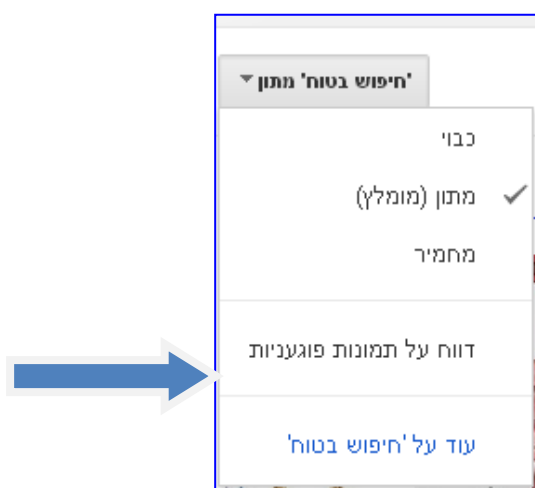 'חיפוש בטוח' מתון
כבוי
מתון (מומלץ)
מחמיר
דווח על תמונות פוגעניות
עוד על 'חיפוש בטוח'